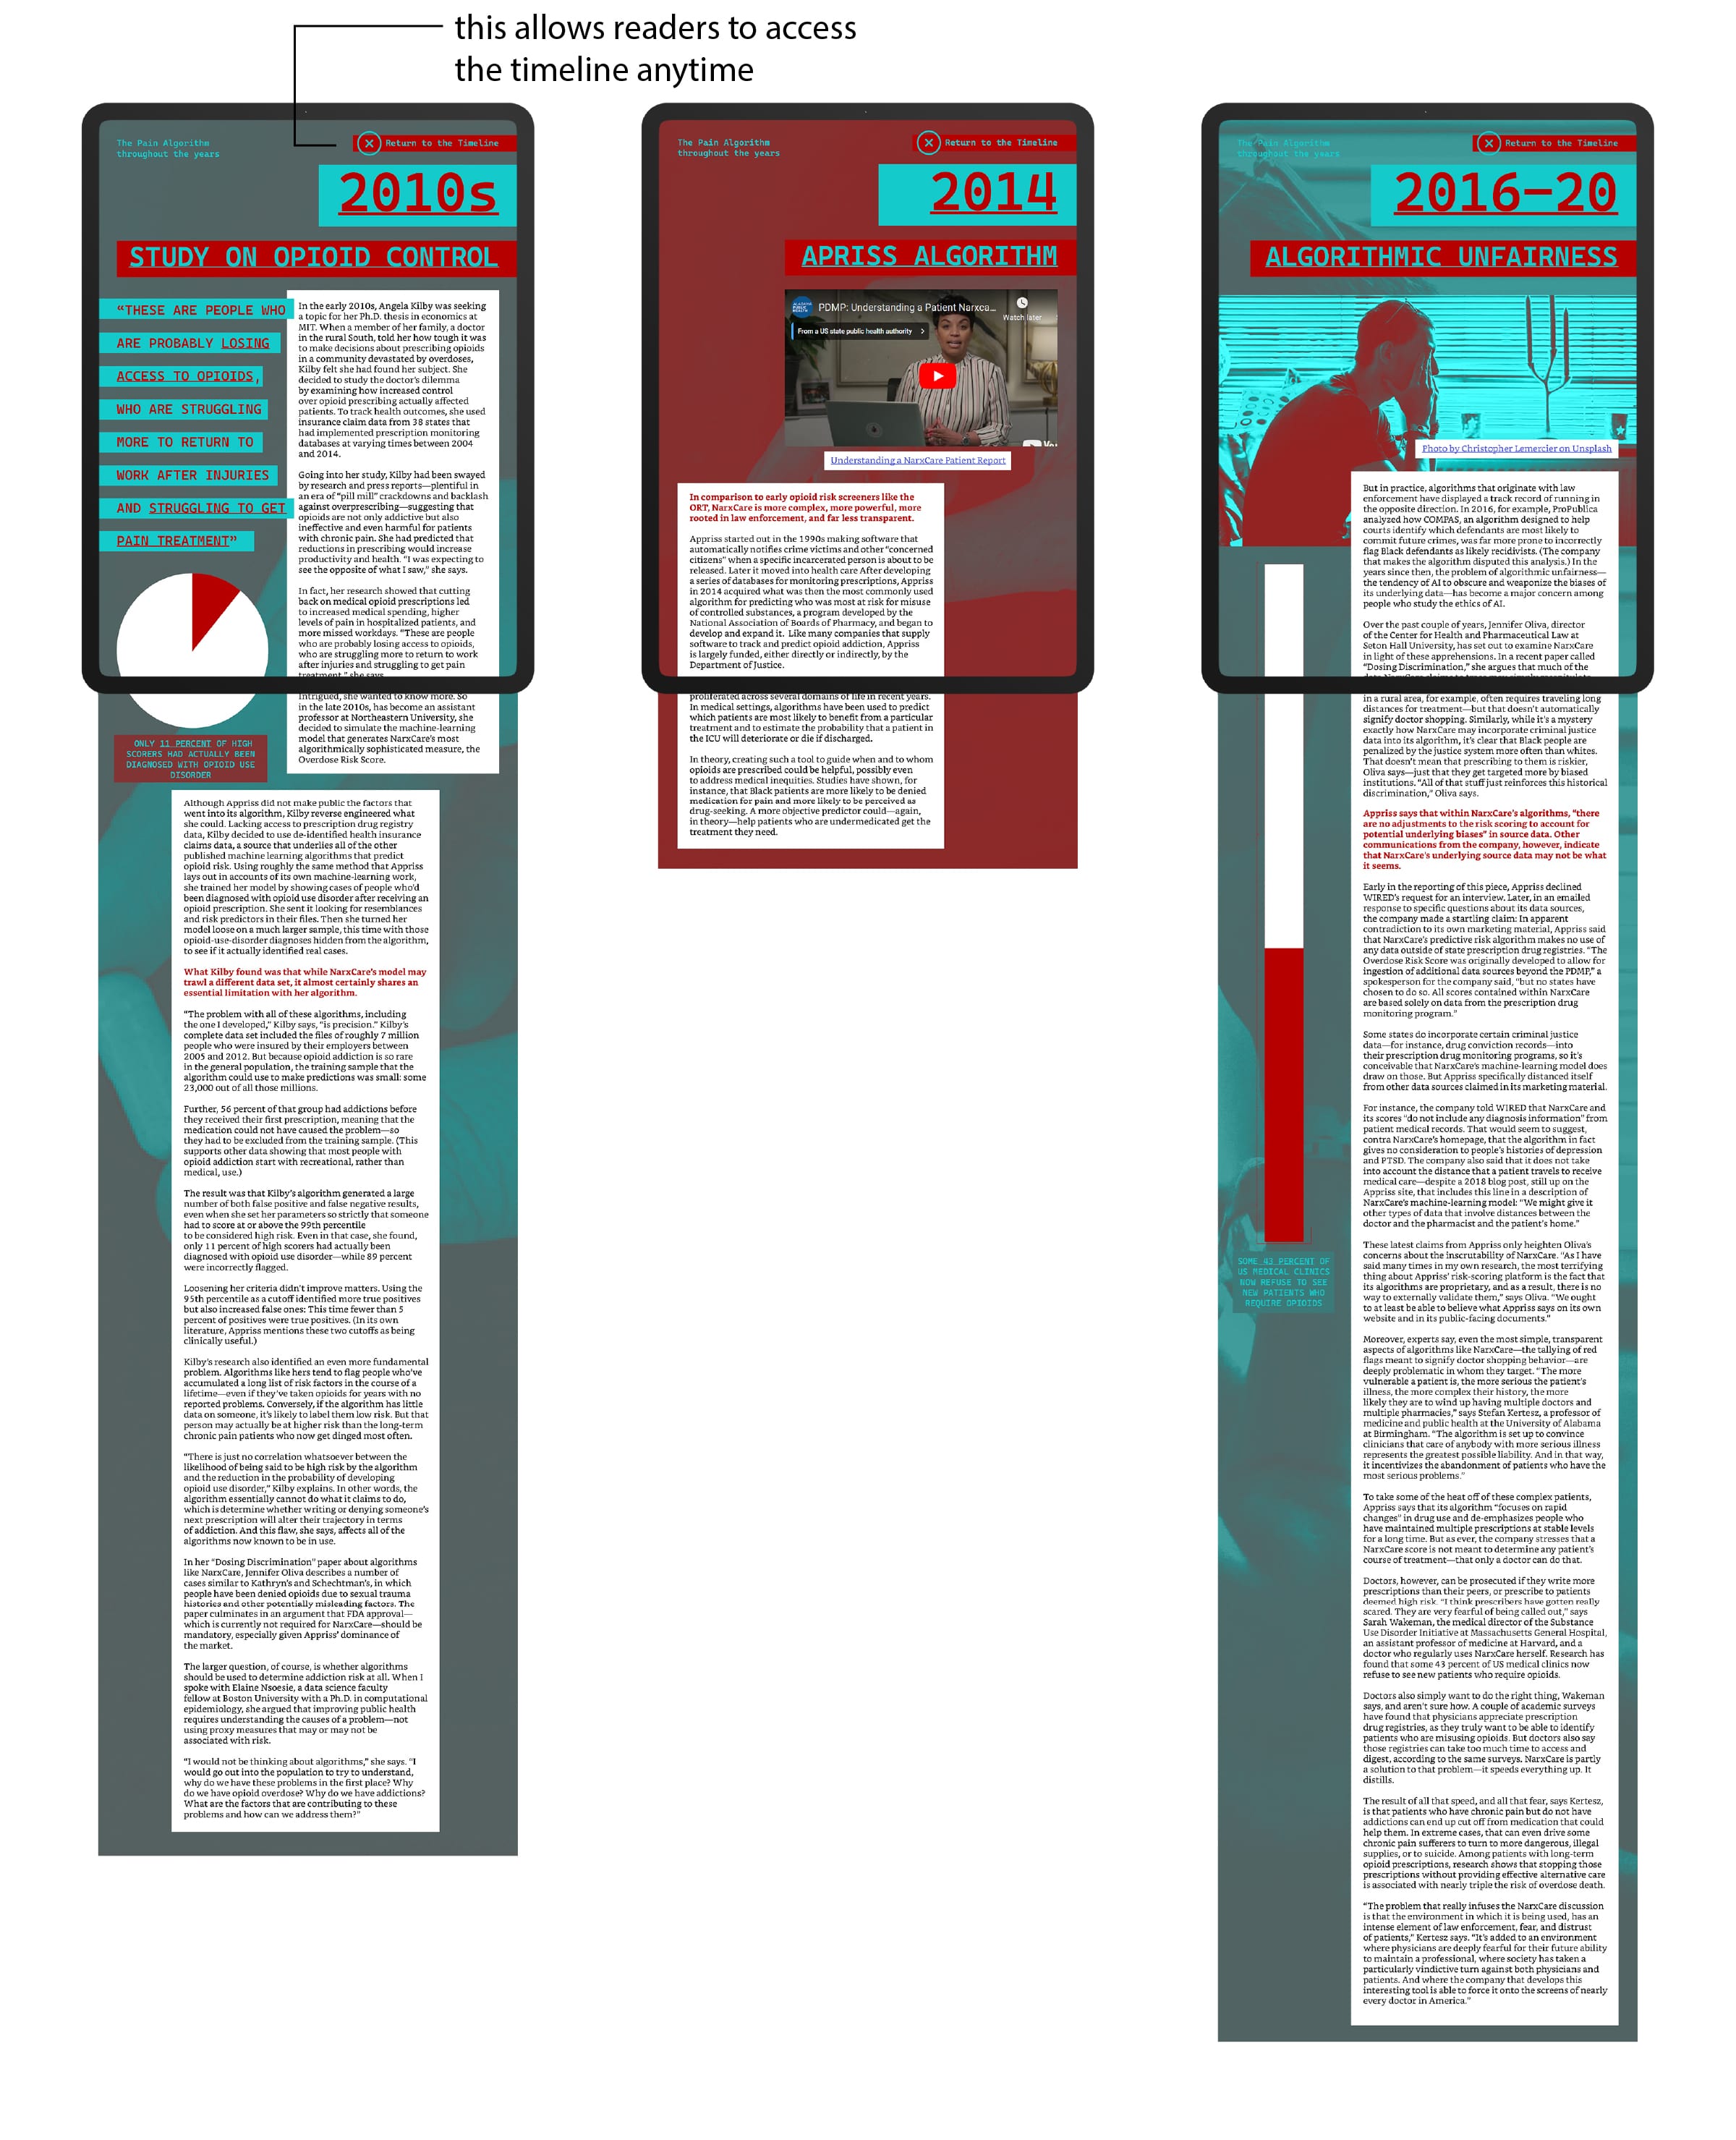 this allows readers to access
the timeline anytime
The Pain Algorithm
throughout the years
Return to the Timeline
2010s
STUDY ON OPIOID CONTROL
“THESE ARE PEOPLE WHO
ARE PROBABLY LOSING
ACCESS TO OPIOIDS,
WHO ARE STRUGGLING
MORE TO RETURN TO
WORK AFTER INJURIES
AND STRUGGLING TO GET
PAIN TREATMENT”
In the early 2010s, Angela Kilby was seeking
a topic for her Ph.D. thesis in economics at
MIT. When a member of her family, a doctor
in the rural South, told her how tough it was
to make decisions about prescribing opioids
in a community devastated by overdoses,
Kilby felt she had found her subject. She
decided to study the doctor’s dilemma
by examining how increased control
over opioid prescribing actually affected
patients. To track health outcomes, she used
insurance claim data from 38 states that
had implemented prescription monitoring
databases at varying times between 2004
and 2014.
Going into her study, Kilby had been swayed
by research and press reports—plentiful in
an era of “pill mill” crackdowns and backlash
against overprescribing—suggesting that
opioids are not only addictive but also
ineffective and even harmful for patients
with chronic pain. She had predicted that
reductions in prescribing would increase
productivity and health. “I was expecting to
see the opposite of what I saw,” she says.
In fact, her research showed that cutting
back on medical opioid prescriptions led
to increased medical spending, higher
levels of pain in hospitalized patients, and
more missed workdays. “These are people
who are probably losing access to opioids,
who are struggling more to return to work
after injuries and struggling to get pain
treatment,” she says.
Intrigued, she wanted to know more. So
in the late 2010s, has become an assistant
professor at Northeastern University, she
decided to simulate the machine-learning
model that generates NarxCare’s most
algorithmically sophisticated measure, the
Overdose Risk Score.
ONLY 11 PERCENT OF HIGH
SCORERS HAD ACTUALLY BEEN
DIAGNOSED WITH OPIOID USE
DISORDER
Although Appriss did not make public the factors that
went into its algorithm, Kilby reverse engineered what
she could. Lacking access to prescription drug registry
data, Kilby decided to use de-identified health insurance
claims data, a source that underlies all of the other
published machine learning algorithms that predict
opioid risk. Using roughly the same method that Appriss
lays out in accounts of its own machine-learning work,
she trained her model by showing cases of people who’d
been diagnosed with opioid use disorder after receiving an
opioid prescription. She sent it looking for resemblances
and risk predictors in their files. Then she turned her
model loose on a much larger sample, this time with those
opioid-use-disorder diagnoses hidden from the algorithm,
to see if it actually identified real cases.
What Kilby found was that while NarxCare’s model may
trawl a different data set, it almost certainly shares an
essential limitation with her algorithm.
“The problem with all of these algorithms, including
the one I developed,” Kilby says, “is precision.” Kilby’s
complete data set included the files of roughly 7 million
people who were insured by their employers between
2005 and 2012. But because opioid addiction is so rare
in the general population, the training sample that the
algorithm could use to make predictions was small: some
23,000 out of all those millions.
Further, 56 percent of that group had addictions before
they received their first prescription, meaning that the
medication could not have caused the problem—so
they had to be excluded from the training sample. (This
supports other data showing that most people with
opioid addiction start with recreational, rather than
medical, use.)
The result was that Kilby’s algorithm generated a large
number of both false positive and false negative results,
even when she set her parameters so strictly that someone
had to score at or above the 99th percentile
to be considered high risk. Even in that case, she found,
only 11 percent of high scorers had actually been
diagnosed with opioid use disorder—while 89 percent
were incorrectly flagged.
Loosening her criteria didn’t improve matters. Using the
95th percentile as a cutoff identified more true positives
but also increased false ones: This time fewer than 5
percent of positives were true positives. (In its own
literature, Appriss mentions these two cutoffs as being
clinically useful.)
Kilby’s research also identified an even more fundamental
problem. Algorithms like hers tend to flag people who’ve
accumulated a long list of risk factors in the course of a
lifetime—even if they’ve taken opioids for years with no
reported problems. Conversely, if the algorithm has little
data on someone, it’s likely to label them low risk. But that
person may actually be at higher risk than the long-term
chronic pain patients who now get dinged most often.
“There is just no correlation whatsoever between the
likelihood of being said to be high risk by the algorithm
and the reduction in the probability of developing
opioid use disorder,” Kilby explains. In other words, the
algorithm essentially cannot do what it claims to do,
which is determine whether writing or denying someone’s
next prescription will alter their trajectory in terms
of addiction. And this flaw, she says, affects all of the
algorithms now known to be in use.
In her “Dosing Discrimination” paper about algorithms
like NarxCare, Jennifer Oliva describes a number of
cases similar to Kathryn’s and Schechtman’s, in which
people have been denied opioids due to sexual trauma
histories and other potentially misleading factors. The
paper culminates in an argument that FDA approval—
which is currently not required for NarxCare—should be
mandatory, especially given Appriss’ dominance of
the market.
The larger question, of course, is whether algorithms
should be used to determine addiction risk at all. When I
spoke with Elaine Nsoesie, a data science faculty
fellow at Boston University with a Ph.D. in computational
epidemiology, she argued that improving public health
requires understanding the causes of a problem—not
using proxy measures that may or may not be
associated with risk.
“I would not be thinking about algorithms,” she says. “I
would go out into the population to try to understand,
why do we have these problems in the first place? Why
do we have opioid overdose? Why do we have addictions?
What are the factors that are contributing to these
problems and how can we address them?”
The Pain Algorithm
throughout the years
Return to the Timeline
2014
APRISS ALGORITHM
PDMP: Understanding a Patient Narxca...
Watch later
From a US state public health authority
Understanding a NarxCare Patient Report
In comparison to early opioid risk screeners like the
ORT, NarxCare is more complex, more powerful, more
rooted in law enforcement, and far less transparent.
Appriss started out in the 1990s making software that
automatically notifies crime victims and other “concerned
citizens” when a specific incarcerated person is about to be
released. Later it moved into health care After developing
a series of databases for monitoring prescriptions, Appriss
in 2014 acquired what was then the most commonly used
algorithm for predicting who was most at risk for misuse
of controlled substances, a program developed by the
National Association of Boards of Pharmacy, and began to
develop and expand it. Like many companies that supply
software to track and predict opioid addiction, Appriss
is largely funded, either directly or indirectly, by the
Department of Justice.
proliferated across several domains of life in recent years.
In medical settings, algorithms have been used to predict
which patients are most likely to benefit from a particular
treatment and to estimate the probability that a patient in
the ICU will deteriorate or die if discharged.
In theory, creating such a tool to guide when and to whom
opioids are prescribed could be helpful, possibly even
to address medical inequities. Studies have shown, for
instance, that Black patients are more likely to be denied
medication for pain and more likely to be perceived as
drug-seeking. A more objective predictor could—again,
in theory—help patients who are undermedicated get the
treatment they need.
The Pain Algorithm
throughout the years
Return to the Timeline
2016–20
ALGORITHMIC UNFAIRNESS
Photo by Christopher Lemercier on Unsplash
But in practice, algorithms that originate with law
enforcement have displayed a track record of running in
the opposite direction. In 2016, for example, ProPublica
analyzed how COMPAS, an algorithm designed to help
courts identify which defendants are most likely to
commit future crimes, was far more prone to incorrectly
flag Black defendants as likely recidivists. (The company
that makes the algorithm disputed this analysis.) In the
years since then, the problem of algorithmic unfairness—
the tendency of AI to obscure and weaponize the biases of
its underlying data—has become a major concern among
people who study the ethics of AI.
Over the past couple of years, Jennifer Oliva, director
of the Center for Health and Pharmaceutical Law at
Seton Hall University, has set out to examine NarxCare
in light of these apprehensions. In a recent paper called
“Dosing Discrimination,” she argues that much of the
in a rural area, for example, often requires traveling long
distances for treatment—but that doesn’t automatically
signify doctor shopping. Similarly, while it’s a mystery
exactly how NarxCare may incorporate criminal justice
data into its algorithm, it’s clear that Black people are
penalized by the justice system more often than whites.
That doesn’t mean that prescribing to them is riskier,
Oliva says—just that they get targeted more by biased
institutions. “All of that stuff just reinforces this historical
discrimination,” Oliva says.
Appriss says that within NarxCare’s algorithms, “there
are no adjustments to the risk scoring to account for
potential underlying biases” in source data. Other
communications from the company, however, indicate
that NarxCare’s underlying source data may not be what
it seems.
Early in the reporting of this piece, Appriss declined
WIRED’s request for an interview. Later, in an emailed
response to specific questions about its data sources,
the company made a startling claim: In apparent
contradiction to its own marketing material, Appriss said
that NarxCare’s predictive risk algorithm makes no use of
any data outside of state prescription drug registries. “The
Overdose Risk Score was originally developed to allow for
ingestion of additional data sources beyond the PDMP,” a
spokesperson for the company said, “but no states have
chosen to do so. All scores contained within NarxCare
are based solely on data from the prescription drug
monitoring program.”
Some states do incorporate certain criminal justice
data—for instance, drug conviction records—into
their prescription drug monitoring programs, so it’s
conceivable that NarxCare’s machine-learning model does
draw on those. But Appriss specifically distanced itself
from other data sources claimed in its marketing material.
For instance, the company told WIRED that NarxCare and
its scores “do not include any diagnosis information” from
patient medical records. That would seem to suggest,
contra NarxCare’s homepage, that the algorithm in fact
gives no consideration to people’s histories of depression
and PTSD. The company also said that it does not take
into account the distance that a patient travels to receive
medical care—despite a 2018 blog post, still up on the
Appriss site, that includes this line in a description of
NarxCare’s machine-learning model: “We might give it
other types of data that involve distances between the
doctor and the pharmacist and the patient’s home.”
These latest claims from Appriss only heighten Oliva’s
concerns about the inscrutability of NarxCare. “As I have
said many times in my own research, the most terrifying
thing about Appriss’ risk-scoring platform is the fact that
its algorithms are proprietary, and as a result, there is no
way to externally validate them,” says Oliva. “We ought
to at least be able to believe what Appriss says on its own
website and in its public-facing documents.”
Moreover, experts say, even the most simple, transparent
aspects of algorithms like NarxCare—the tallying of red
flags meant to signify doctor shopping behavior—are
deeply problematic in whom they target. “The more
vulnerable a patient is, the more serious the patient’s
illness, the more complex their history, the more
likely they are to wind up having multiple doctors and
multiple pharmacies,” says Stefan Kertesz, a professor of
medicine and public health at the University of Alabama
at Birmingham. “The algorithm is set up to convince
clinicians that care of anybody with more serious illness
represents the greatest possible liability. And in that way,
it incentivizes the abandonment of patients who have the
most serious problems.”
To take some of the heat off of these complex patients,
Appriss says that its algorithm “focuses on rapid
changes” in drug use and de-emphasizes people who
have maintained multiple prescriptions at stable levels
for a long time. But as ever, the company stresses that a
NarxCare score is not meant to determine any patient’s
course of treatment—that only a doctor can do that.
Doctors, however, can be prosecuted if they write more
prescriptions than their peers, or prescribe to patients
deemed high risk. “I think prescribers have gotten really
scared. They are very fearful of being called out,” says
Sarah Wakeman, the medical director of the Substance
Use Disorder Initiative at Massachusetts General Hospital,
an assistant professor of medicine at Harvard, and a
doctor who regularly uses NarxCare herself. Research has
found that some 43 percent of US medical clinics now
refuse to see new patients who require opioids.
Doctors also simply want to do the right thing, Wakeman
says, and aren’t sure how. A couple of academic surveys
have found that physicians appreciate prescription
drug registries, as they truly want to be able to identify
patients who are misusing opioids. But doctors also say
those registries can take too much time to access and
digest, according to the same surveys. NarxCare is partly
a solution to that problem—it speeds everything up. It
distills.
The result of all that speed, and all that fear, says Kertesz,
is that patients who have chronic pain but do not have
addictions can end up cut off from medication that could
help them. In extreme cases, that can even drive some
chronic pain sufferers to turn to more dangerous, illegal
supplies, or to suicide. Among patients with long-term
opioid prescriptions, research shows that stopping those
prescriptions without providing effective alternative care
is associated with nearly triple the risk of overdose death.
“The problem that really infuses the NarxCare discussion
is that the environment in which it is being used, has an
intense element of law enforcement, fear, and distrust
of patients,” Kertesz says. “It’s added to an environment
where physicians are deeply fearful for their future ability
to maintain a professional, where society has taken a
particularly vindictive turn against both physicians and
patients. And where the company that develops this
interesting tool is able to force it onto the screens of nearly
every doctor in America.”
SOME 43 PERCENT OF
US MEDICAL CLINICS
NOW REFUSE TO SEE
NEW PATIENTS WHO
REQUIRE OPIOIDS